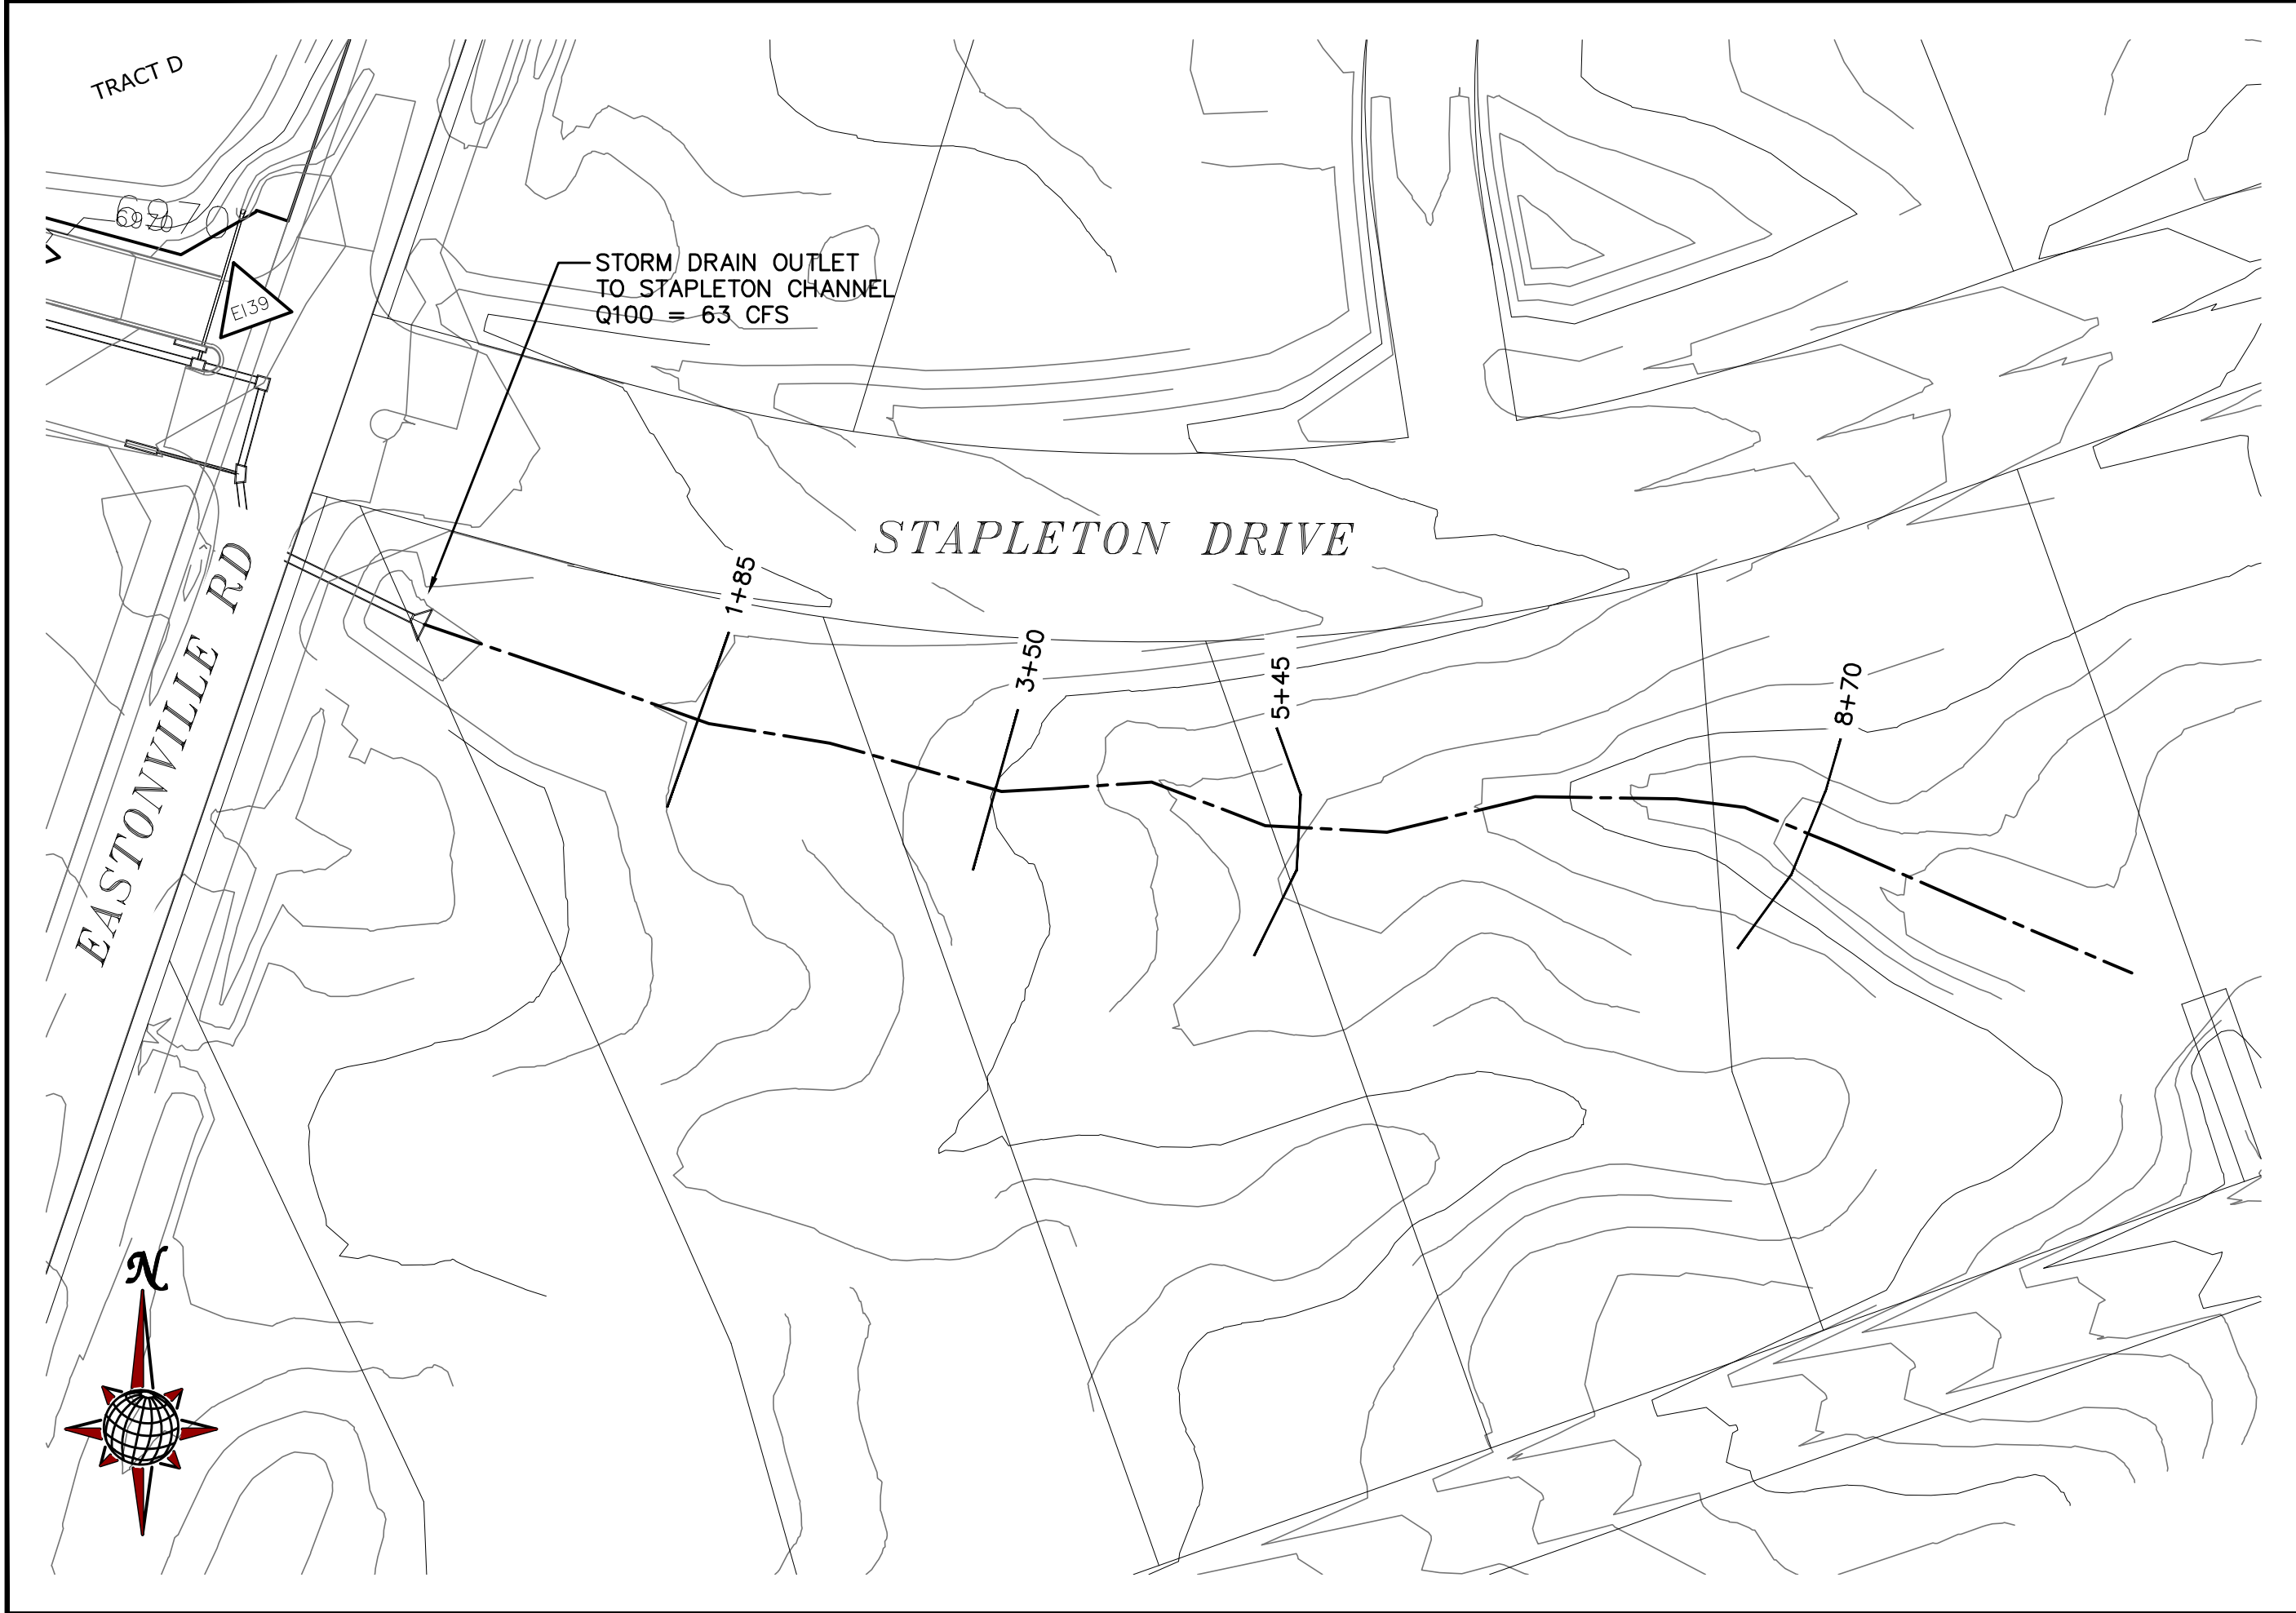 TRACT D
6970
E139
STORM DRAIN OUTLET
TO STAPLETON CHANNEL
Q100 = 63 CFS
STAPLETON DRIVE
EASTONVILLE RD
1+85
3+50
5+45
8+70
N